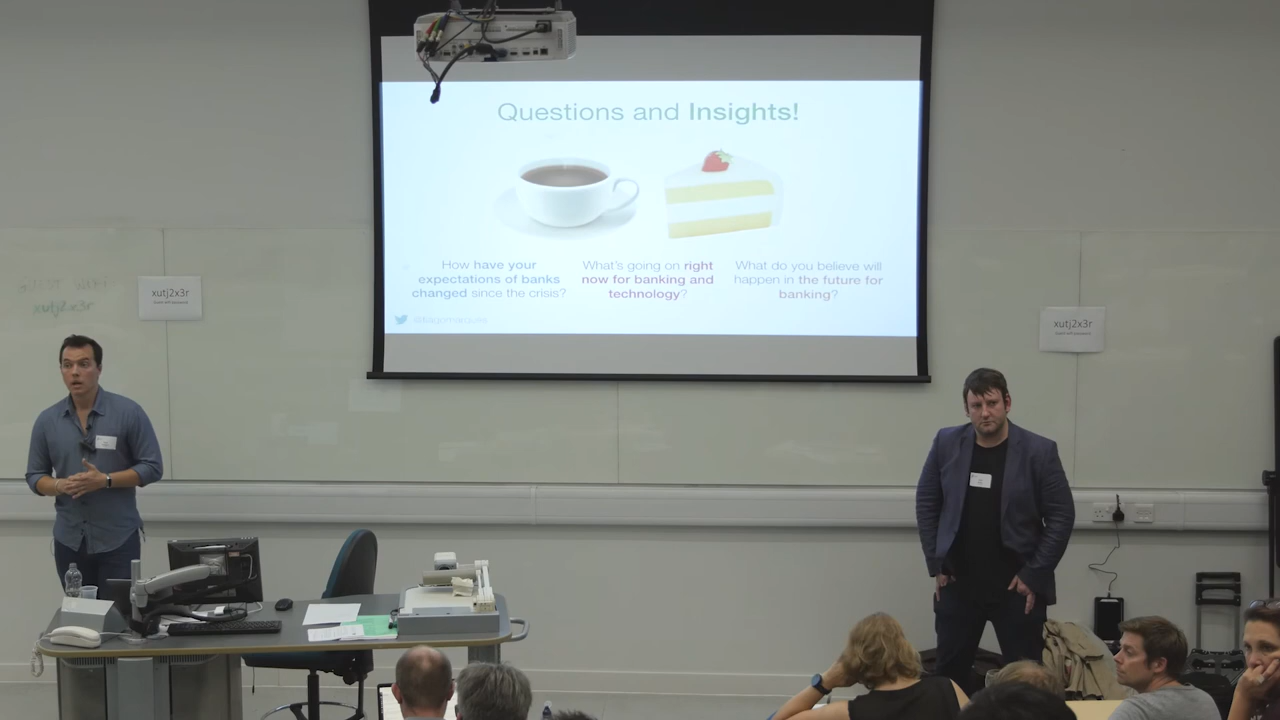 Questions and Insights!
How have your
expectations of banks
changed since the crisis?
What's going on right
now for banking and
technology?
What do you believe will
happen in the future for
banking?
xutj2x3r
xutj2x3r